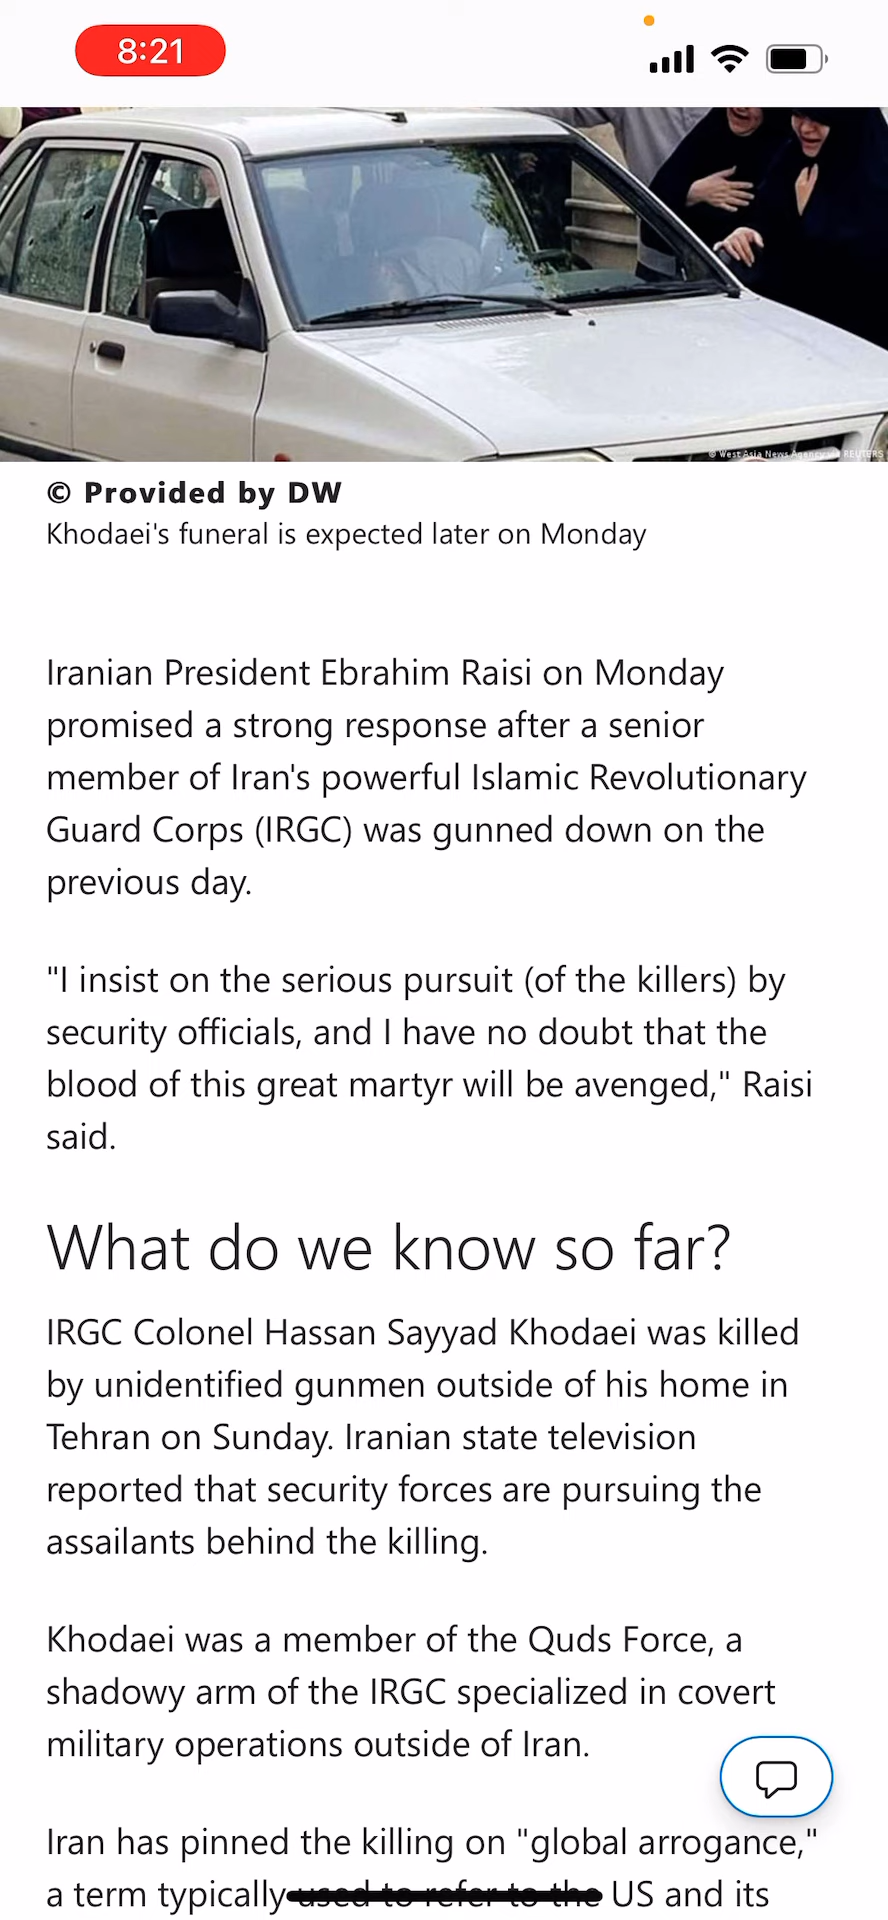 8:21
© West Asia News Agency via REUTERS
© Provided by DW
Khodaei's funeral is expected later on Monday
Iranian President Ebrahim Raisi on Monday
promised a strong response after a senior
member of Iran's powerful Islamic Revolutionary
Guard Corps (IRGC) was gunned down on the
previous day.
"I insist on the serious pursuit (of the killers) by
security officials, and I have no doubt that the
blood of this great martyr will be avenged," Raisi
said.
What do we know so far?
IRGC Colonel Hassan Sayyad Khodaei was killed
by unidentified gunmen outside of his home in
Tehran on Sunday. Iranian state television
reported that security forces are pursuing the
assailants behind the killing.
Khodaei was a member of the Quds Force, a
shadowy arm of the IRGC specialized in covert
military operations outside of Iran.
Iran has pinned the killing on "global arrogance,"
a term typically used to refer to the US and its